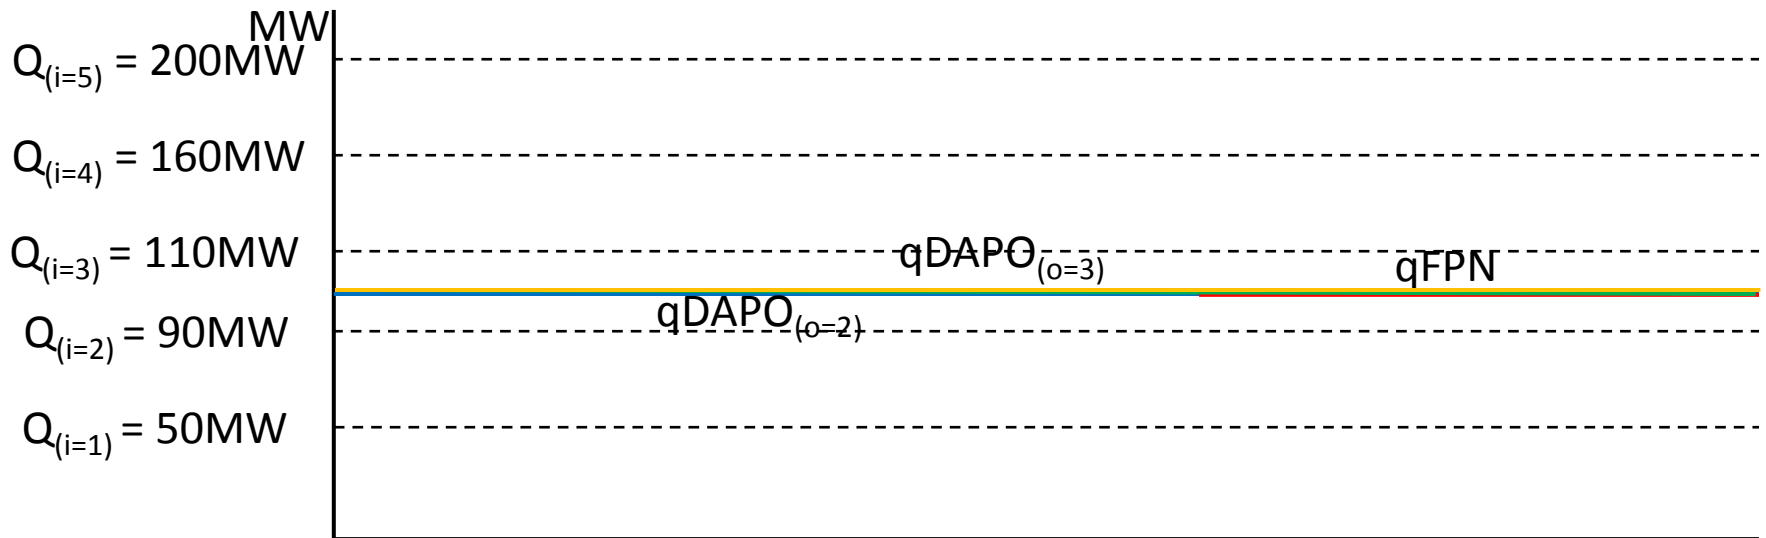 MW
Q(i=5) = 200MW
Q(i=4) = 160MW
Q(i=3) = 110MW
qDAPO(o=3)
qFPN
qDAPO(o=2)
Q(i=2) = 90MW
Q(i=1) = 50MW